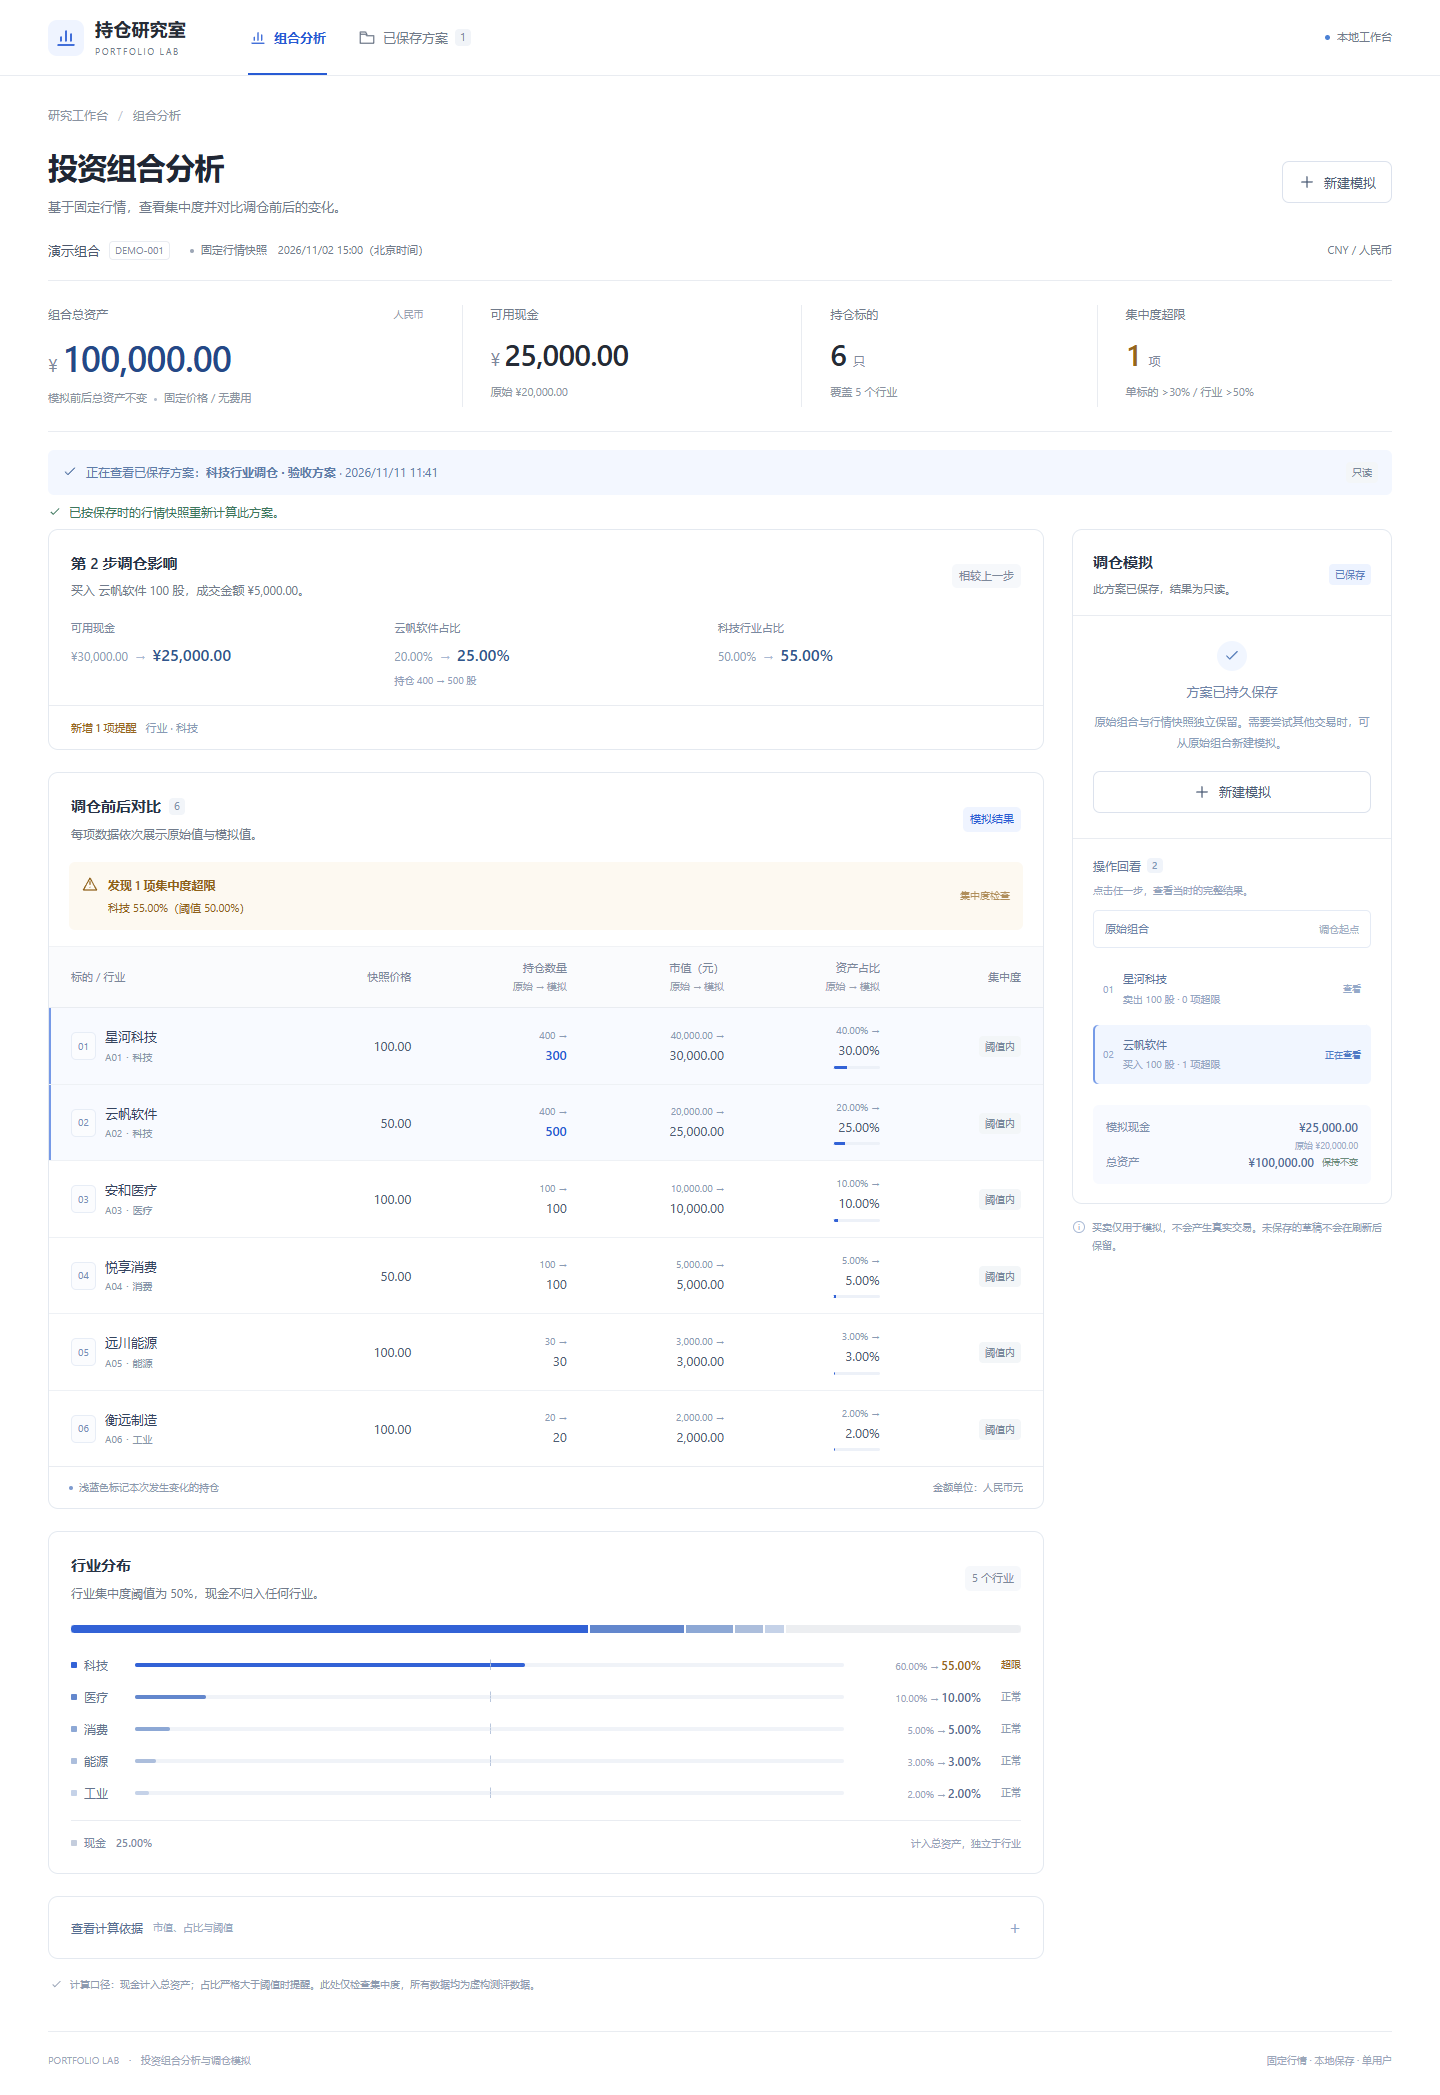 持仓研究室
PORTFOLIO LAB
组合分析
已保存方案 1
本地工作台
研究工作台 / 组合分析
投资组合分析
基于固定行情，查看集中度并对比调仓前后的变化。
新建模拟
演示组合 DEMO-001 固定行情快照 2026/11/02 15:00（北京时间）
CNY / 人民币
组合总资产 人民币
¥ 100,000.00
模拟前后总资产不变 • 固定价格 / 无费用
可用现金
¥ 25,000.00
原始 ¥20,000.00
持仓标的
6 只
覆盖 5 个行业
集中度超限
1 项
单标的 >30% / 行业 >50%
正在查看已保存方案：科技行业调仓 · 验收方案 · 2026/11/11 11:41
只读
已按保存时的行情快照重新计算此方案。
第 2 步调仓影响
买入 云帆软件 100 股，成交金额 ¥5,000.00。
相较上一步
可用现金
¥30,000.00 → ¥25,000.00
云帆软件占比
20.00% → 25.00%
持仓 400 → 500 股
科技行业占比
50.00% → 55.00%
新增 1 项提醒 行业 · 科技
调仓前后对比 6
每项数据依次展示原始值与模拟值。
模拟结果
发现 1 项集中度超限
科技 55.00%（阈值 50.00%）
集中度检查
标的 / 行业
快照价格
持仓数量
原始 → 模拟
市值（元）
原始 → 模拟
资产占比
原始 → 模拟
集中度
01
星河科技
A01 · 科技
100.00
400 →
300
40,000.00 →
30,000.00
40.00% →
30.00%
阈值内
02
云帆软件
A02 · 科技
50.00
400 →
500
20,000.00 →
25,000.00
20.00% →
25.00%
阈值内
03
安和医疗
A03 · 医疗
100.00
100 →
100
10,000.00 →
10,000.00
10.00% →
10.00%
阈值内
04
悦享消费
A04 · 消费
50.00
100 →
100
5,000.00 →
5,000.00
5.00% →
5.00%
阈值内
05
远川能源
A05 · 能源
100.00
30 →
30
3,000.00 →
3,000.00
3.00% →
3.00%
阈值内
06
衡远制造
A06 · 工业
100.00
20 →
20
2,000.00 →
2,000.00
2.00% →
2.00%
阈值内
浅蓝色标记本次发生变化的持仓
金额单位：人民币元
行业分布
行业集中度阈值为 50%，现金不归入任何行业。
5 个行业
科技 60.00% → 55.00% 超限
医疗 10.00% → 10.00% 正常
消费 5.00% → 5.00% 正常
能源 3.00% → 3.00% 正常
工业 2.00% → 2.00% 正常
现金 25.00%
计入总资产，独立于行业
查看计算依据 市值、占比与阈值
计算口径：现金计入总资产；占比严格大于阈值时提醒。此处仅检查集中度，所有数据均为虚构测评数据。
调仓模拟
此方案已保存，结果为只读。
已保存
方案已持久保存
原始组合与行情快照独立保留。需要尝试其他交易时，可
从原始组合新建模拟。
新建模拟
操作回看 2
点击任一步，查看当时的完整结果。
原始组合 调仓起点
01
星河科技
卖出 100 股 · 0 项超限
查看
02
云帆软件
买入 100 股 · 1 项超限
正在查看
模拟现金 ¥25,000.00
原始 ¥20,000.00
总资产 ¥100,000.00 保持不变
买卖仅用于模拟，不会产生真实交易。未保存的草稿不会在刷新后
保留。
PORTFOLIO LAB · 投资组合分析与调仓模拟
固定行情 · 本地保存 · 单用户